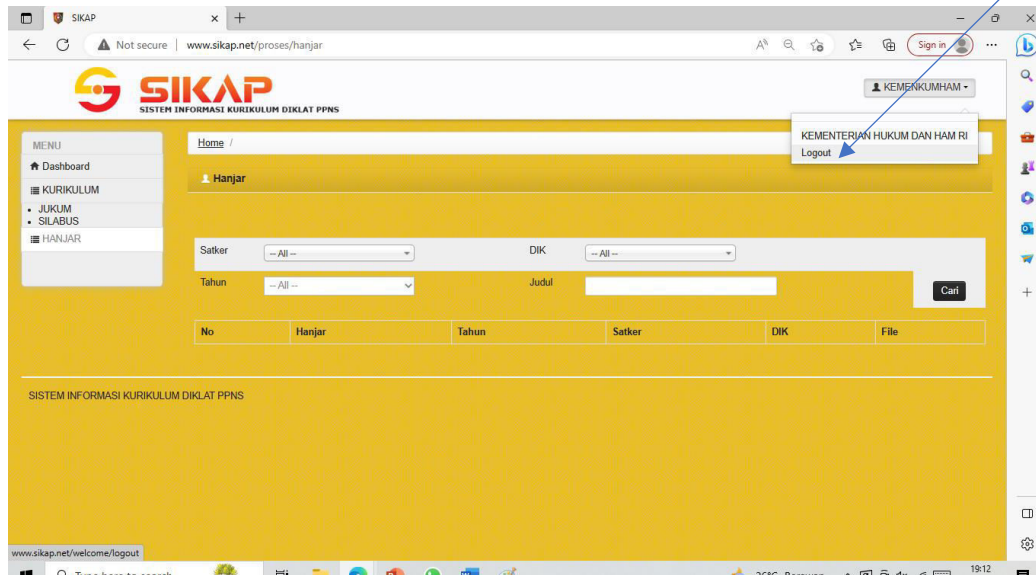 SIKAP
Not secure www.sikap.net/proses/hanjar
Sign in
SIKAP
SISTEM INFORMASI KURIKULUM DIKLAT PPNS
KEMENKUMHAM
KEMENTERIAN HUKUM DAN HAM RI
Logout
MENU
Dashboard
KURIKULUM
JUKUM
SILABUS
HANJAR
Home /
Hanjar
Satker -- All -- DIK -- All --
Tahun -- All -- Judul
Cari
No Hanjar Tahun Satker DIK File
SISTEM INFORMASI KURIKULUM DIKLAT PPNS
www.sikap.net/welcome/logout
Type here to search
26°C Berawan
19:12